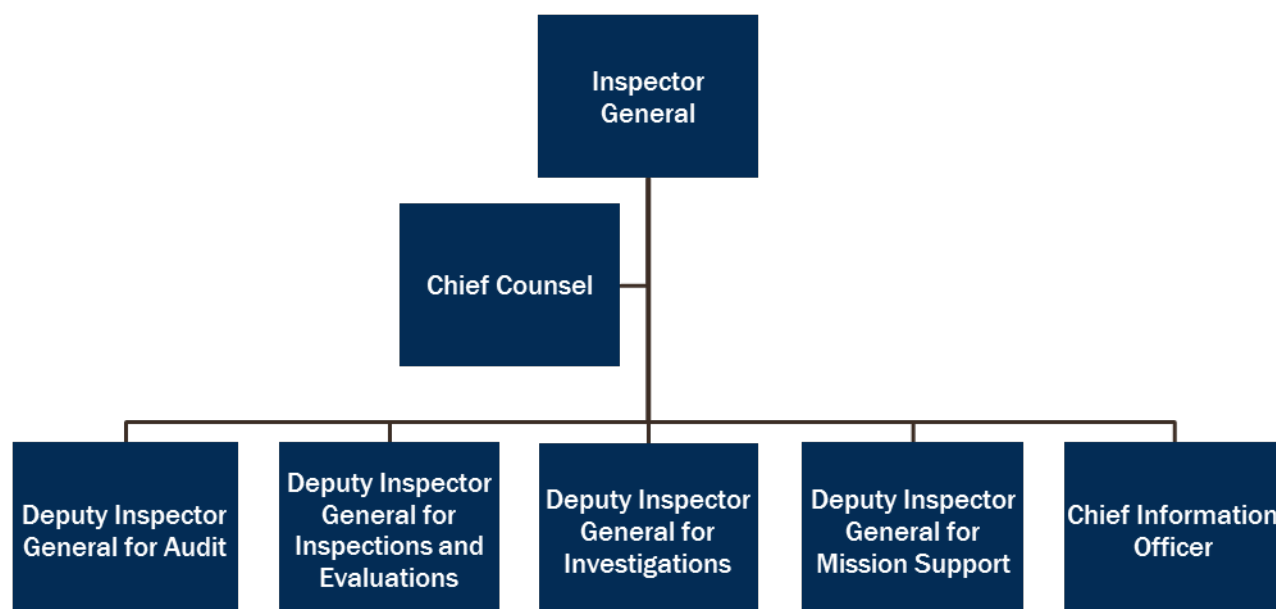 Inspector
General
Chief Counsel
Deputy Inspector
General for Audit
Deputy Inspector
General for
Inspections and
Evaluations
Deputy Inspector
General for
Investigations
Deputy Inspector
General for
Mission Support
Chief Information
Officer